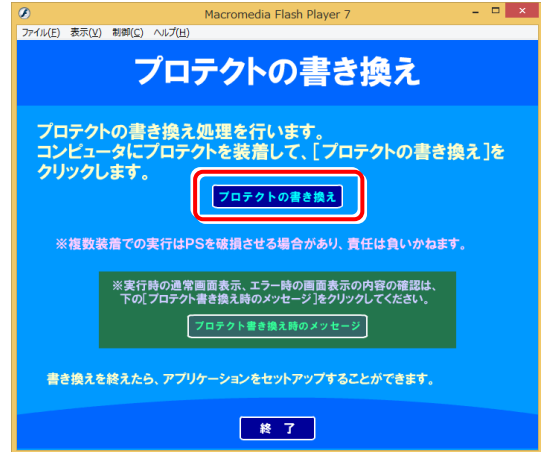 Macromedia Flash Player 7
ファイル(F) 表示(V) 制御(C) ヘルプ(H)
プロテクトの書き換え
プロテクトの書き換え処理を行います。
コンピュータにプロテクトを装着して、[プロテクトの書き換え]を
クリックします。
プロテクトの書き換え
※複数装着での実行はPSを破損させる場合があり、責任は負いかねます。
※実行時の通常画面表示、エラー時の画面表示の内容の確認は、
下の[プロテクト書き換え時のメッセージ]をクリックしてください。
プロテクト書き換え時のメッセージ
書き換えを終えたら、アプリケーションをセットアップすることができます。
終 了